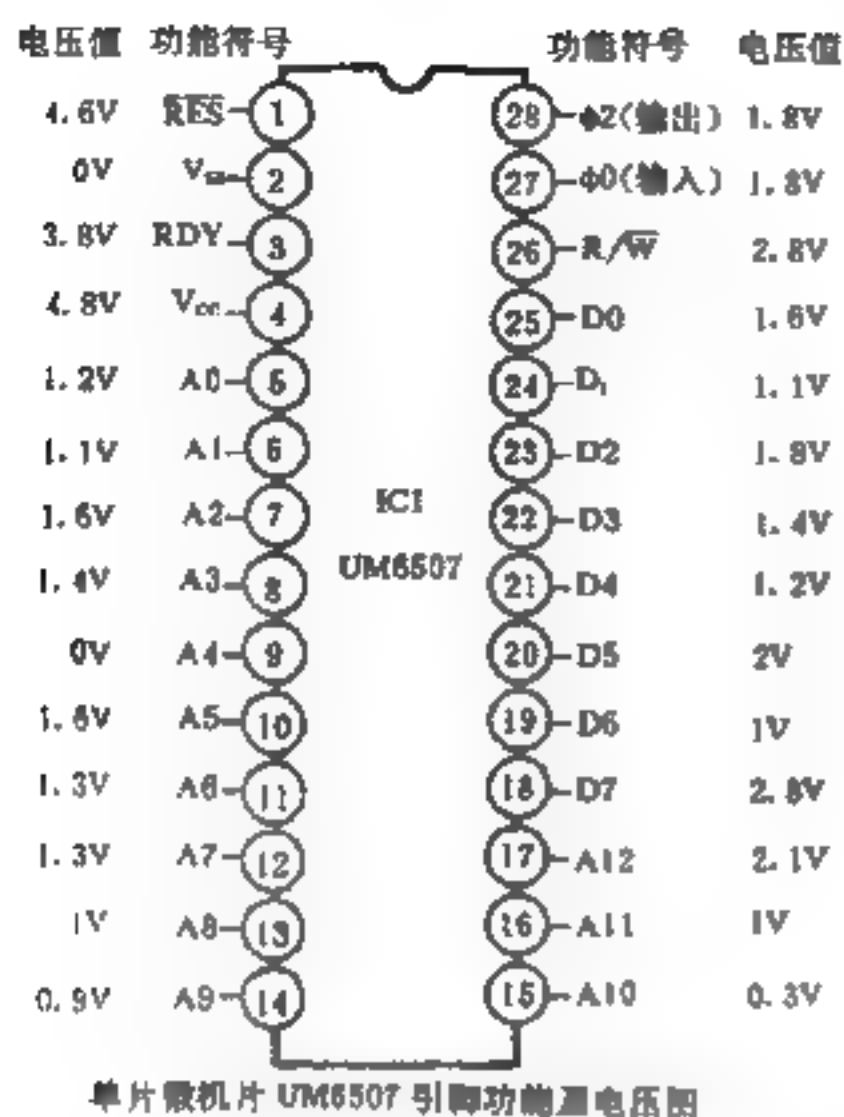 电压值 功能符号 功能符号 电压值
4.6V RES 1 28 ϕ2(输出) 1.8V
0V V 2 27 ϕ0(输入) 1.8V
3.8V RDY 3 26 R/W 2.8V
4.8V Vcc 4 25 D0 1.6V
1.2V A0 5 24 D1 1.1V
1.1V A1 6 23 D2 1.8V
1.6V A2 7 22 D3 1.4V
IC1
1.4V A3 8 21 D4 1.2V
UM6507
0V A4 9 20 D5 2V
1.6V A5 10 19 D6 1V
1.3V A6 11 18 D7
1.3V A7 12 17 A12 2.1V
1V A8 13 16 A11 1V
0.9V A9 14 15 A10 0.3V
单片微机片 UM6507 引脚功能及电压图